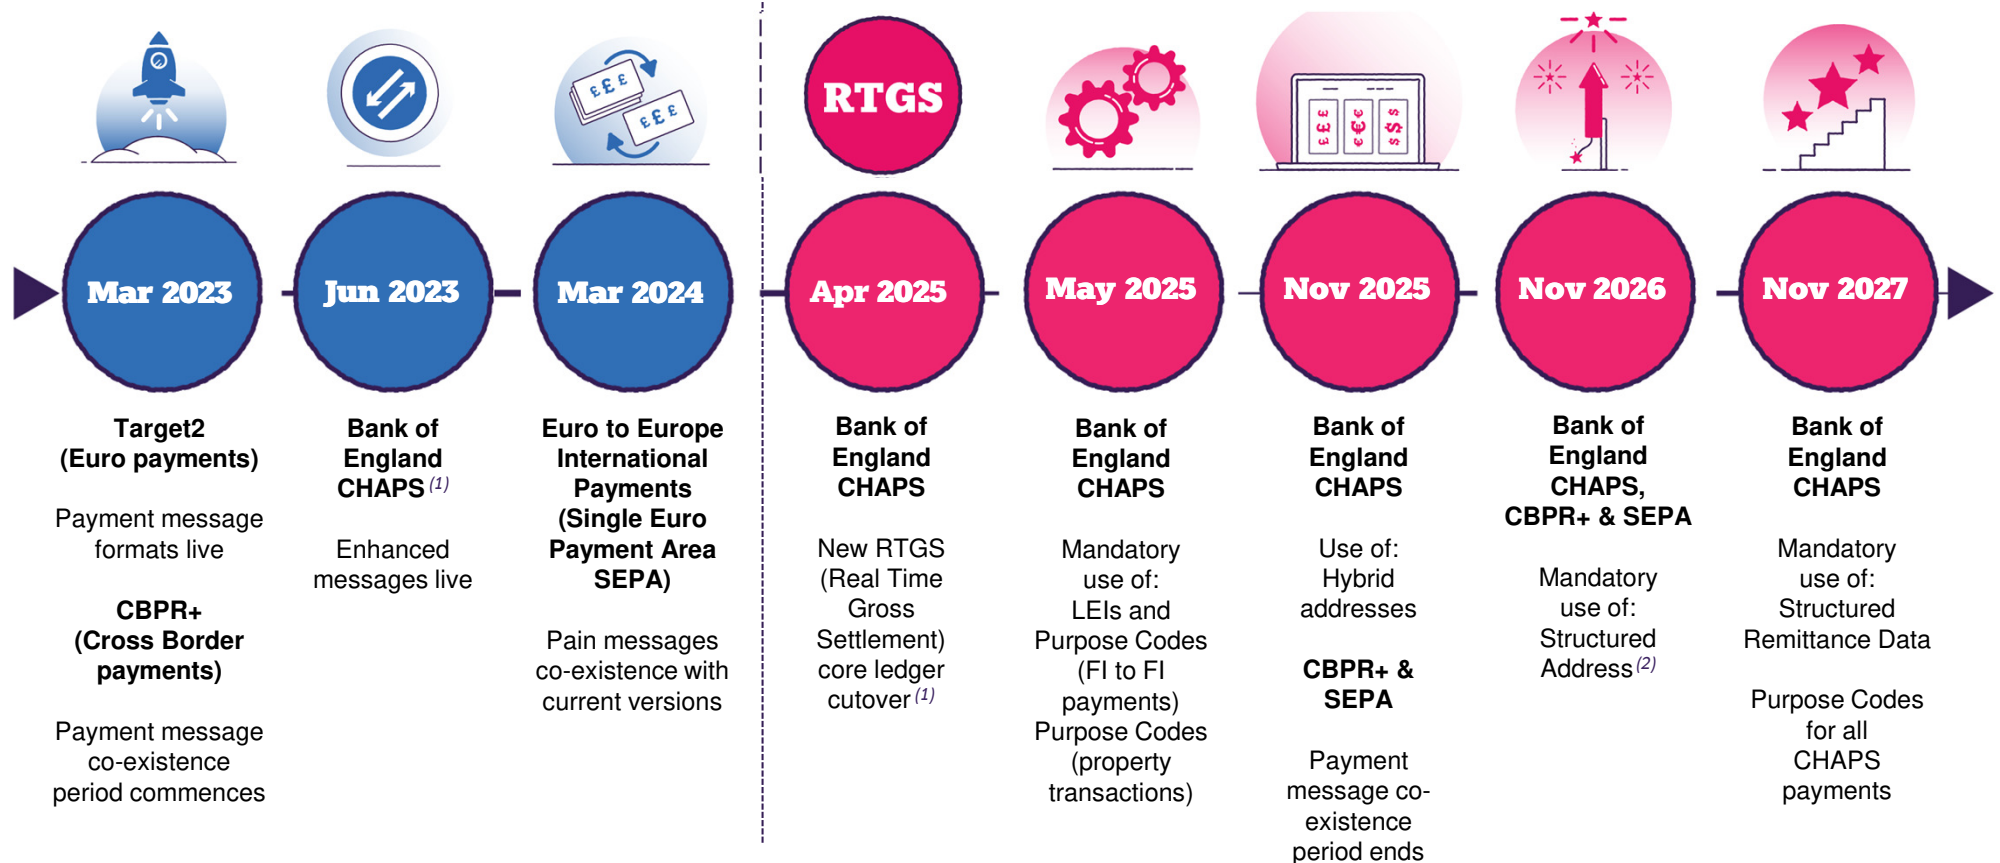 RTGS
£ £ £
£ £ £
£ £ £
€ € €
$ $ $
Mar 2023
Jun 2023
Mar 2024
Apr 2025
May 2025
Nov 2025
Nov 2026
Nov 2027
Target2
(Euro payments)
Payment message
formats live
CBPR+
(Cross Border
payments)
Payment message
co-existence
period commences
Bank of
England
CHAPS (1)
Enhanced
messages live
Euro to Europe
International
Payments
(Single Euro
Payment Area
SEPA)
Pain messages
co-existence with
current versions
Bank of
England
CHAPS
New RTGS
(Real Time
Gross
Settlement)
core ledger
cutover (1)
Bank of
England
CHAPS
Mandatory
use of:
LEIs and
Purpose Codes
(FI to FI
payments)
Purpose Codes
(property
transactions)
Bank of
England
CHAPS
Use of:
Hybrid
addresses
CBPR+ &
SEPA
Payment
message co-
existence
period ends
Bank of
England
CHAPS,
CBPR+ & SEPA
Mandatory
use of:
Structured
Address (2)
Bank of
England
CHAPS
Mandatory
use of:
Structured
Remittance Data
Purpose Codes
for all
CHAPS
payments